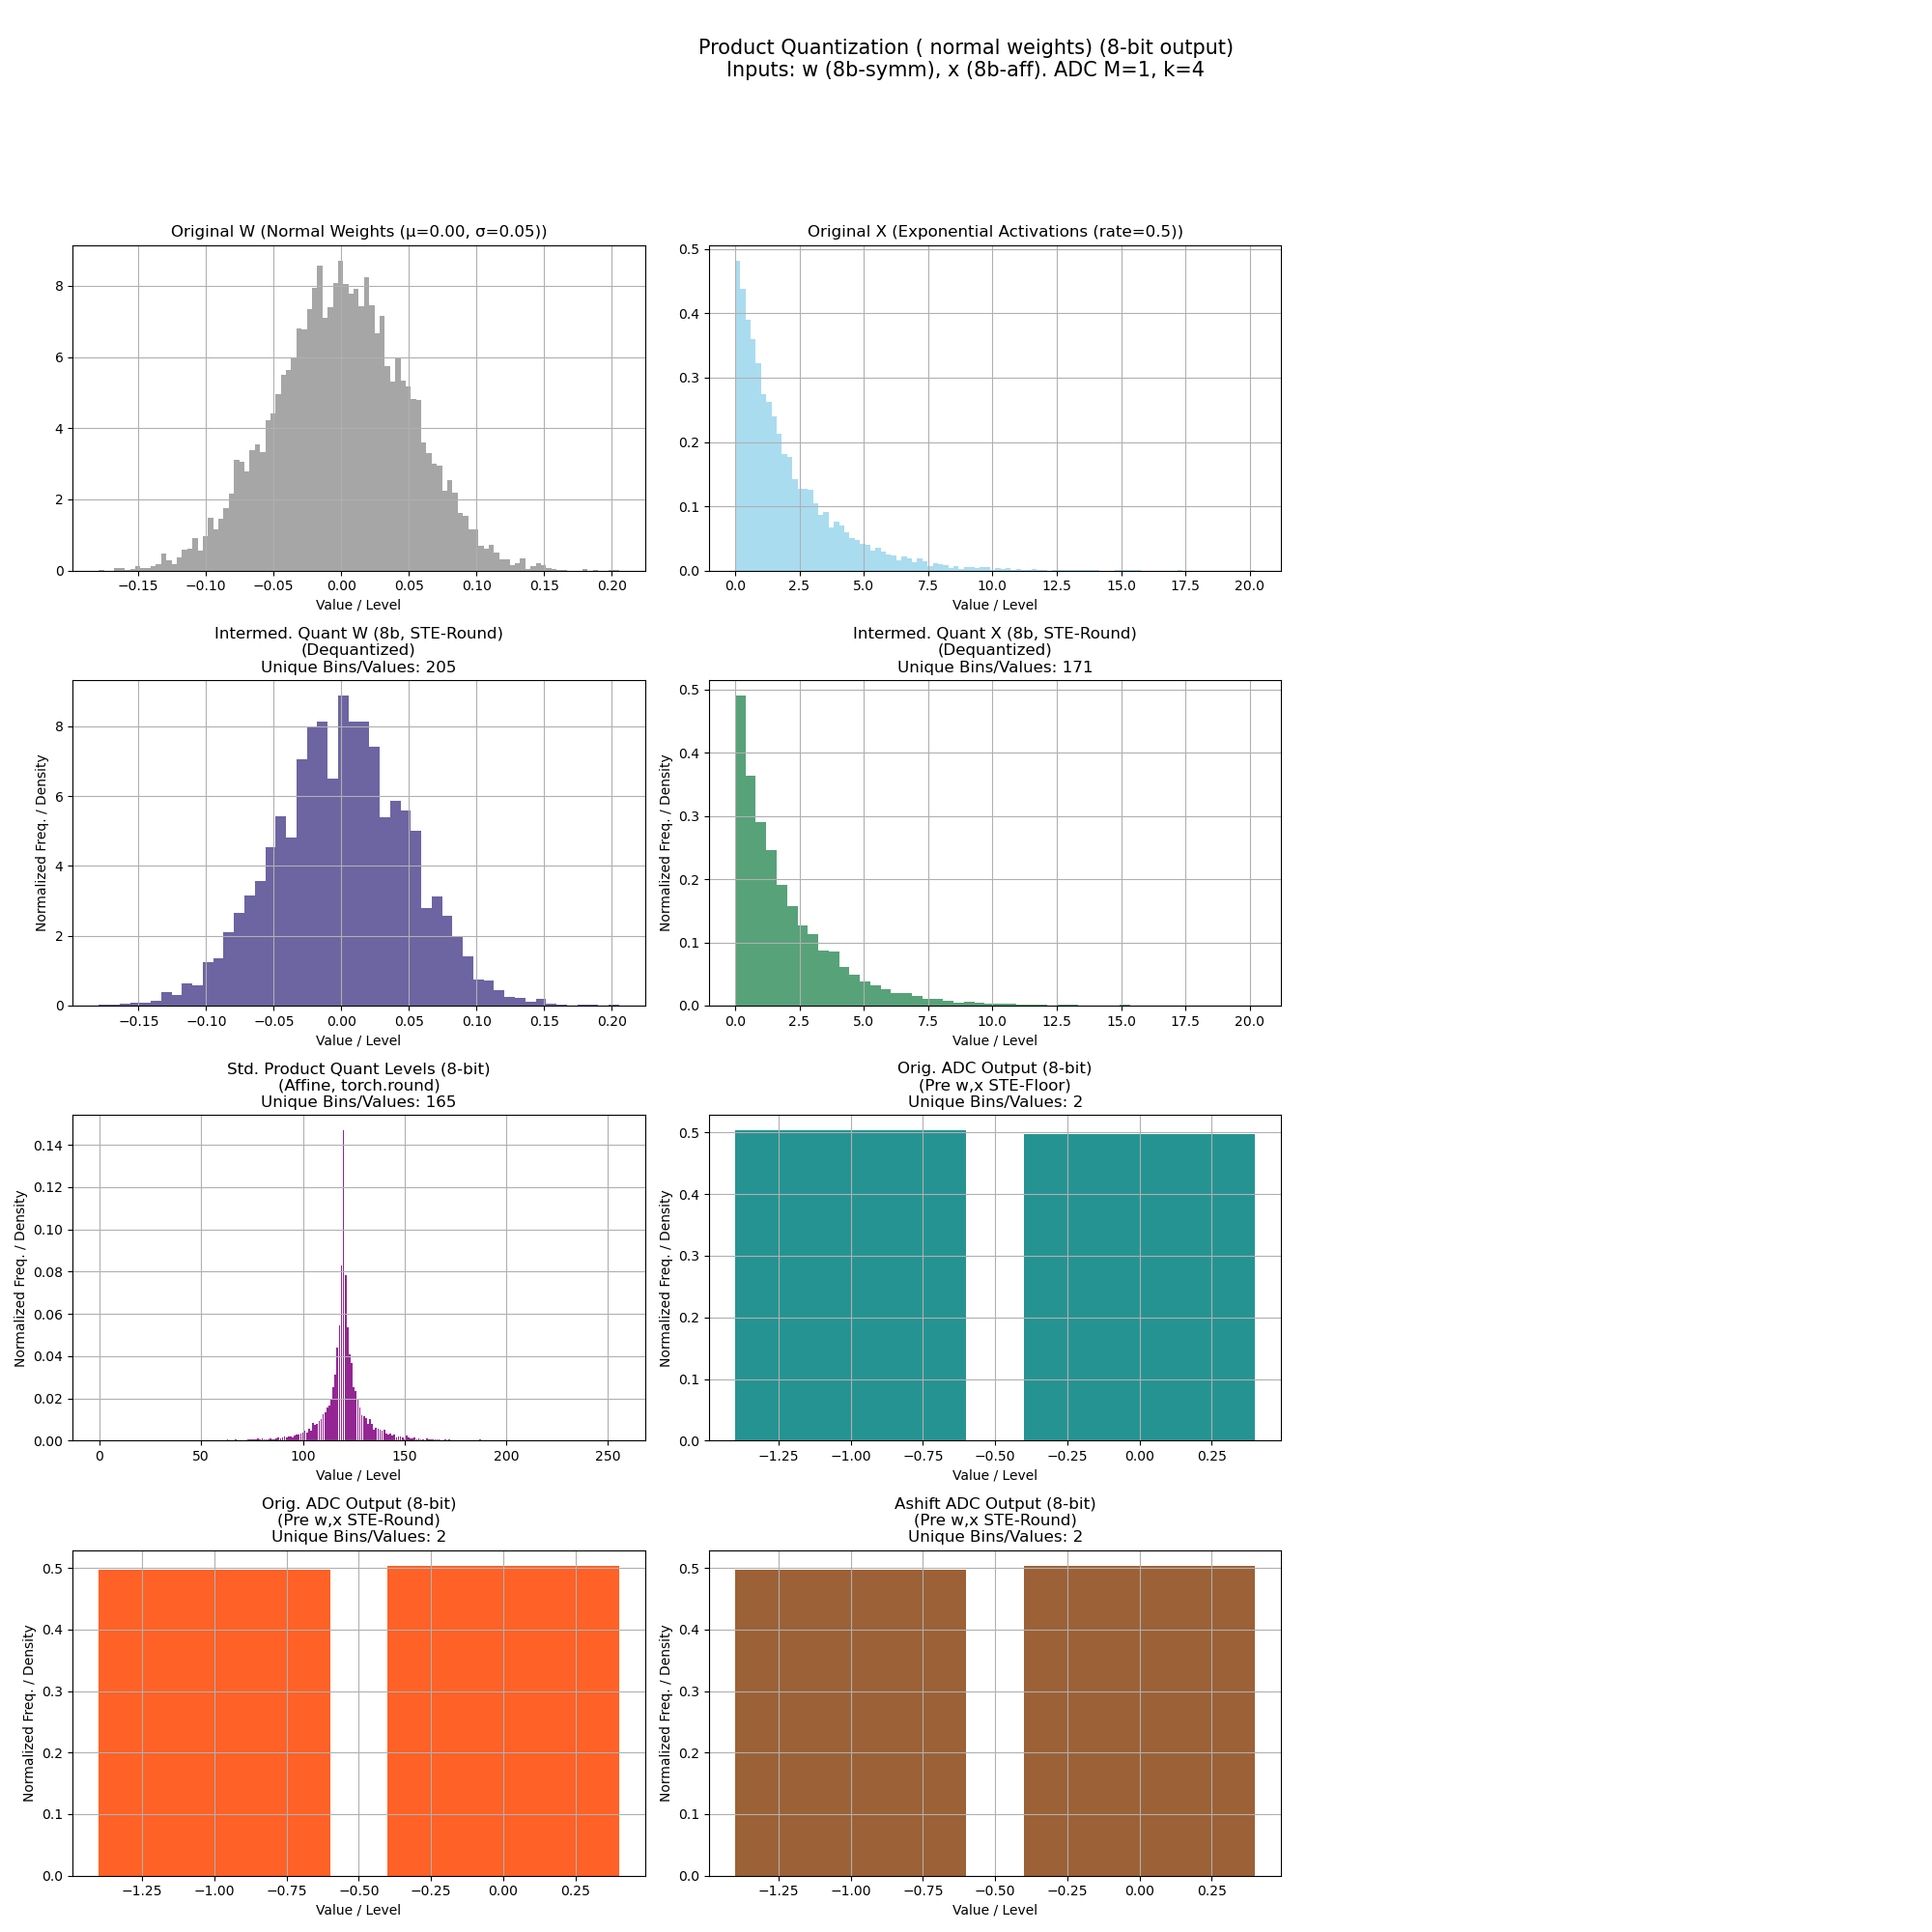 Product Quantization ( normal weights) (8-bit output)
Inputs: w (8b-symm), x (8b-aff). ADC M=1, k=4
Original W (Normal Weights (μ=0.00, σ=0.05))
8
6
4
2
0
−0.15 −0.10 −0.05 0.00 0.05 0.10 0.15 0.20
Value / Level
Original X (Exponential Activations (rate=0.5))
0.5
0.4
0.3
0.2
0.1
0.0
0.0 2.5 5.0 7.5 10.0 12.5 15.0 17.5 20.0
Value / Level
Intermed. Quant W (8b, STE-Round)
(Dequantized)
Unique Bins/Values: 205
Normalized Freq. / Density
8
6
4
2
0
−0.15 −0.10 −0.05 0.00 0.05 0.10 0.15 0.20
Value / Level
Intermed. Quant X (8b, STE-Round)
(Dequantized)
Unique Bins/Values: 171
Normalized Freq. / Density
0.5
0.4
0.3
0.2
0.1
0.0
0.0 2.5 5.0 7.5 10.0 12.5 15.0 17.5 20.0
Value / Level
Std. Product Quant Levels (8-bit)
(Affine, torch.round)
Unique Bins/Values: 165
Normalized Freq. / Density
0.14
0.12
0.10
0.08
0.06
0.04
0.02
0.00
0 50 100 150 200 250
Value / Level
Orig. ADC Output (8-bit)
(Pre w,x STE-Floor)
Unique Bins/Values: 2
Normalized Freq. / Density
0.5
0.4
0.3
0.2
0.1
0.0
−1.25 −1.00 −0.75 −0.50 −0.25 0.00 0.25
Value / Level
Orig. ADC Output (8-bit)
(Pre w,x STE-Round)
Unique Bins/Values: 2
Normalized Freq. / Density
0.5
0.4
0.3
0.2
0.1
0.0
−1.25 −1.00 −0.75 −0.50 −0.25 0.00 0.25
Value / Level
Ashift ADC Output (8-bit)
(Pre w,x STE-Round)
Unique Bins/Values: 2
Normalized Freq. / Density
0.5
0.4
0.3
0.2
0.1
0.0
−1.25 −1.00 −0.75 −0.50 −0.25 0.00 0.25
Value / Level